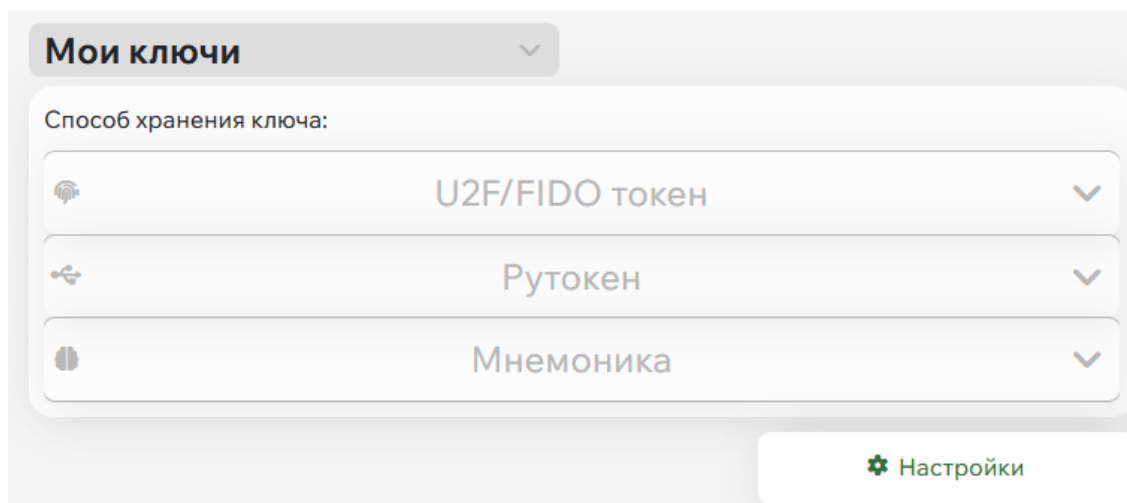 Мои ключи
Способ хранения ключа:
U2F/FIDO токен
Рутокен
Мнемоника
Настройки